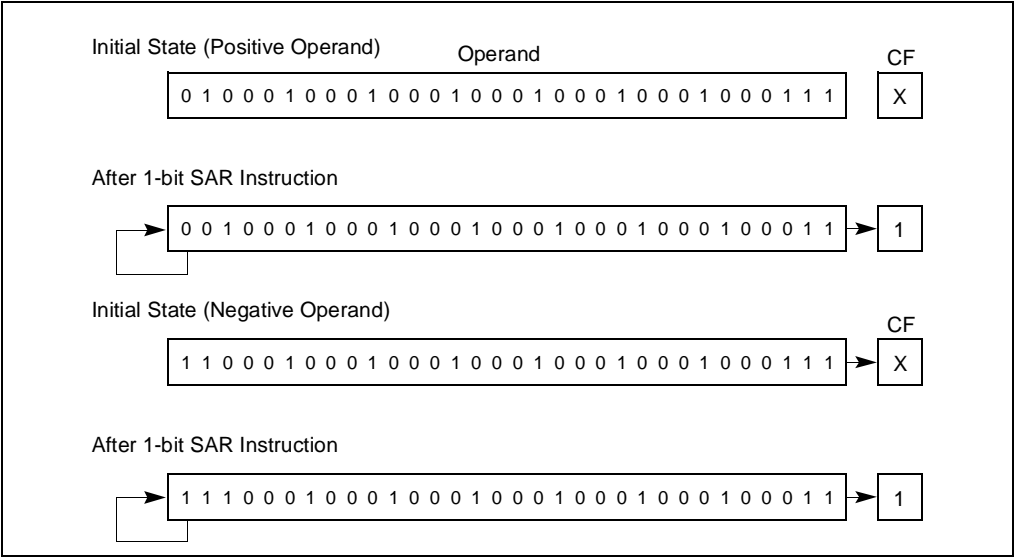 Initial State (Positive Operand)
Operand
CF
0 1 0 0 0 1 0 0 0 1 0 0 0 1 0 0 0 1 0 0 0 1 0 0 0 1 0 0 0 1 1 1
X
After 1-bit SAR Instruction
0 0 1 0 0 0 1 0 0 0 1 0 0 0 1 0 0 0 1 0 0 0 1 0 0 0 1 0 0 0 1 1
1
Initial State (Negative Operand)
CF
1 1 0 0 0 1 0 0 0 1 0 0 0 1 0 0 0 1 0 0 0 1 0 0 0 1 0 0 0 1 1 1
X
After 1-bit SAR Instruction
1 1 1 0 0 0 1 0 0 0 1 0 0 0 1 0 0 0 1 0 0 0 1 0 0 0 1 0 0 0 1 1
1